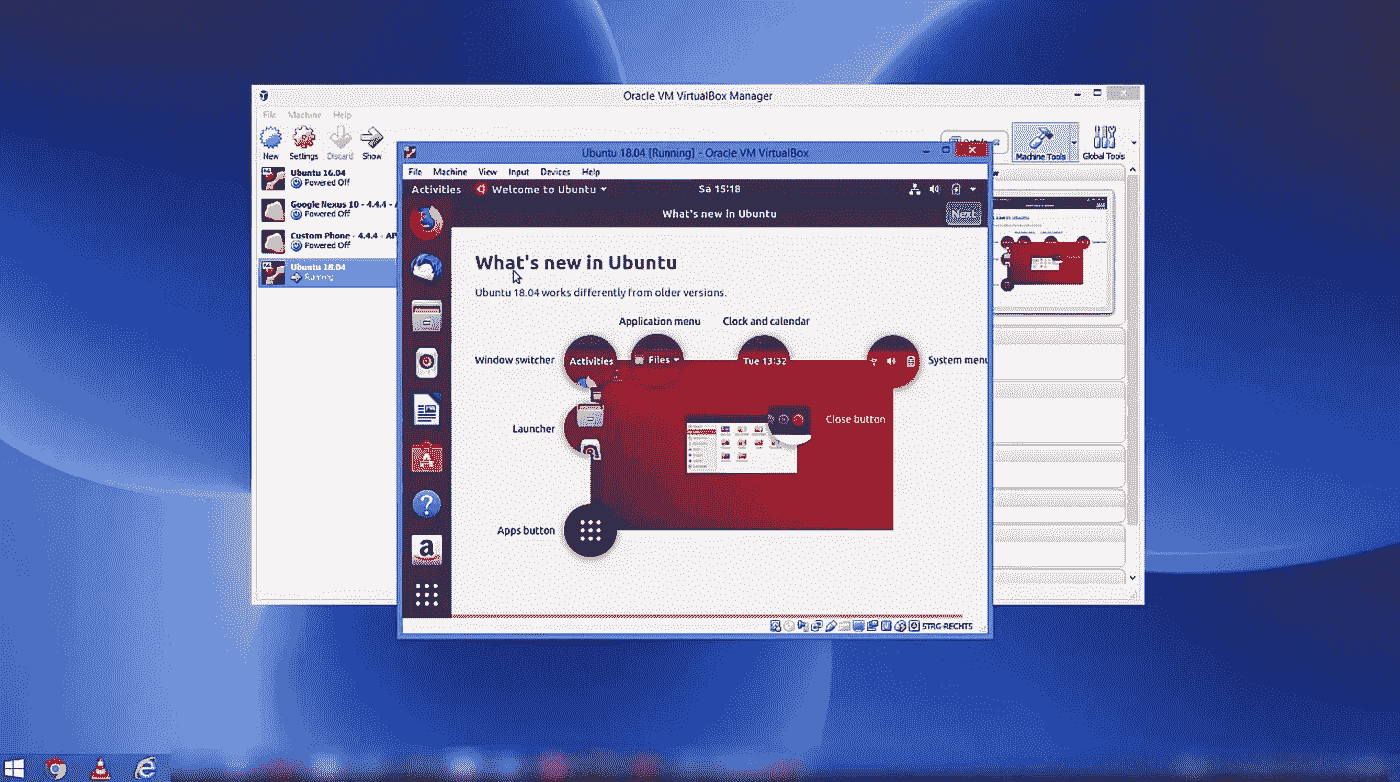 Oracle VM VirtualBox Manager
File Machine Help
New Settings Discard Show
Machine Tools Global Tools
Ubuntu 16.04
Powered Off
Google Nexus 10 - 4.4.4 - A
Powered Off
Custom Phone - 4.4.4 - AP
Powered Off
Ubuntu 18.04
Running
Ubuntu 18.04 [Running] - Oracle VM VirtualBox
File Machine View Input Devices Help
Activities Welcome to Ubuntu Sa 15:18
What's new in Ubuntu Next
What's new in Ubuntu
Ubuntu 18.04 works differently from older versions.
Application menu Clock and calendar
Window switcher Activities Files Tue 13:32 System menu
Launcher Close button
Apps button
STRG-RECHTS